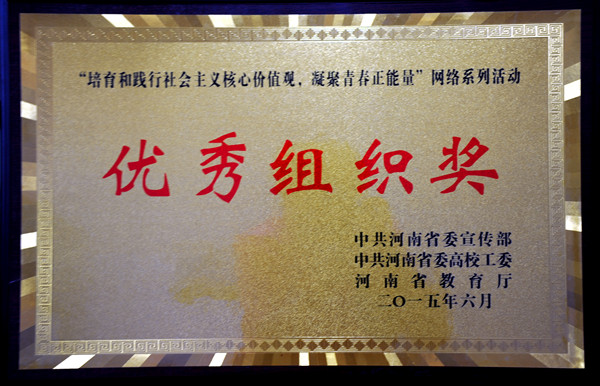 “培育和践行社会主义核心价值观，凝聚青春正能量”网络系列活动
优秀组织奖
中共河南省委宣传部
中共河南省委高校工委
河南省教育厅
二〇一五年六月